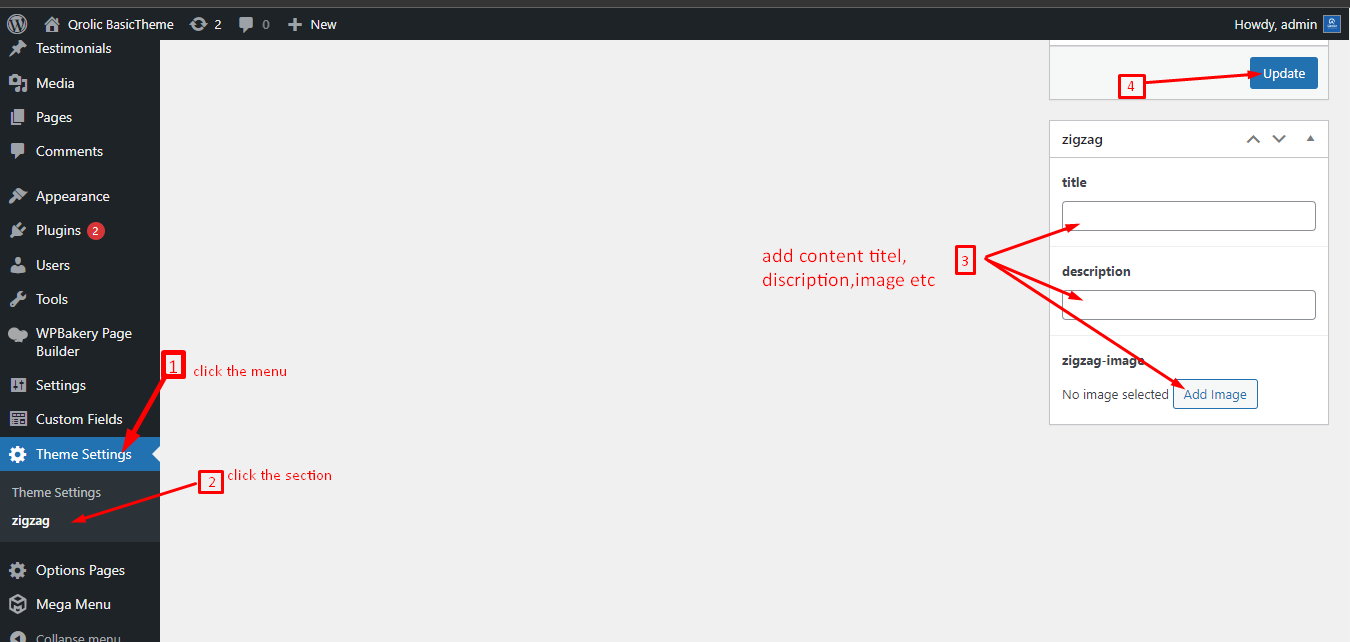 Qrolic BasicTheme 2 0 New Howdy, admin
Testimonials
Media
Pages
Comments
Appearance
Plugins 2
Users
Tools
WPBakery Page
Builder
Settings
Custom Fields
Theme Settings
Theme Settings
zigzag
Options Pages
Mega Menu
Collapse menu
1 click the menu
2 click the section
add content titel,
discription,image etc
3
4
Update
zigzag
title
description
zigzag-image
No image selected Add Image